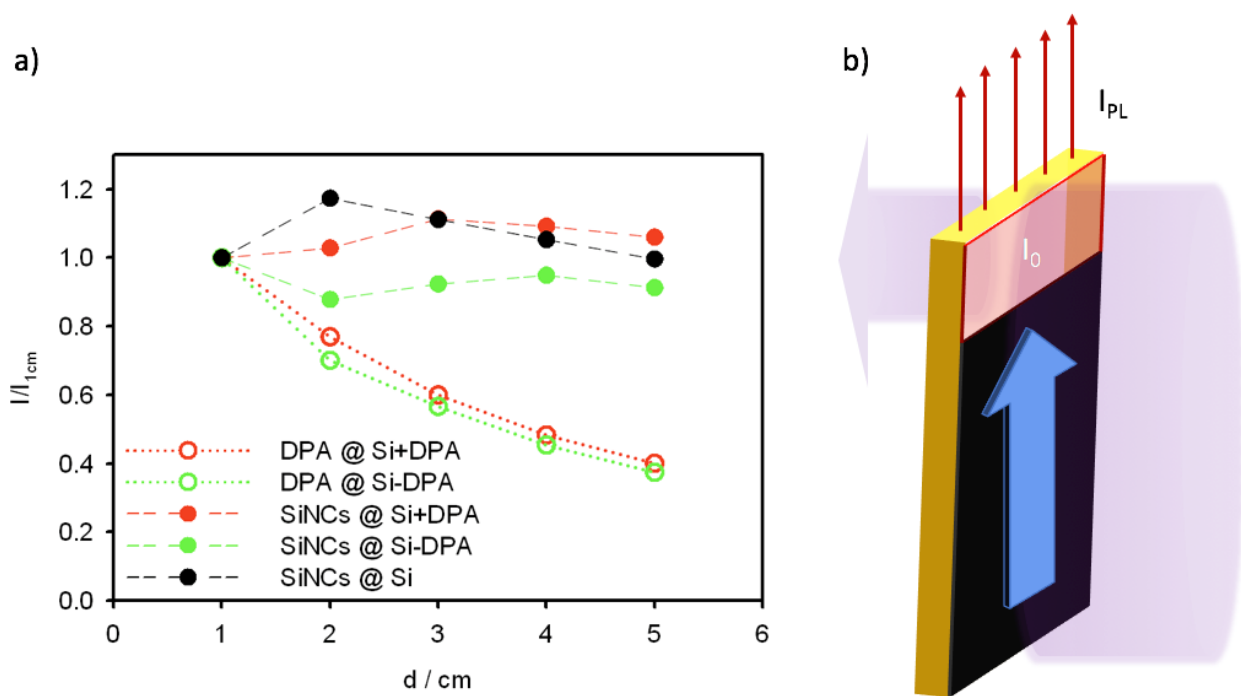 a)
I/I1cm
1.2
1.0
0.8
0.6
0.4
0.2
0.0
DPA @ Si+DPA
DPA @ Si-DPA
SiNCs @ Si+DPA
SiNCs @ Si-DPA
SiNCs @ Si
0 1 2 3 4 5 6
d / cm
b)
IPL
I0